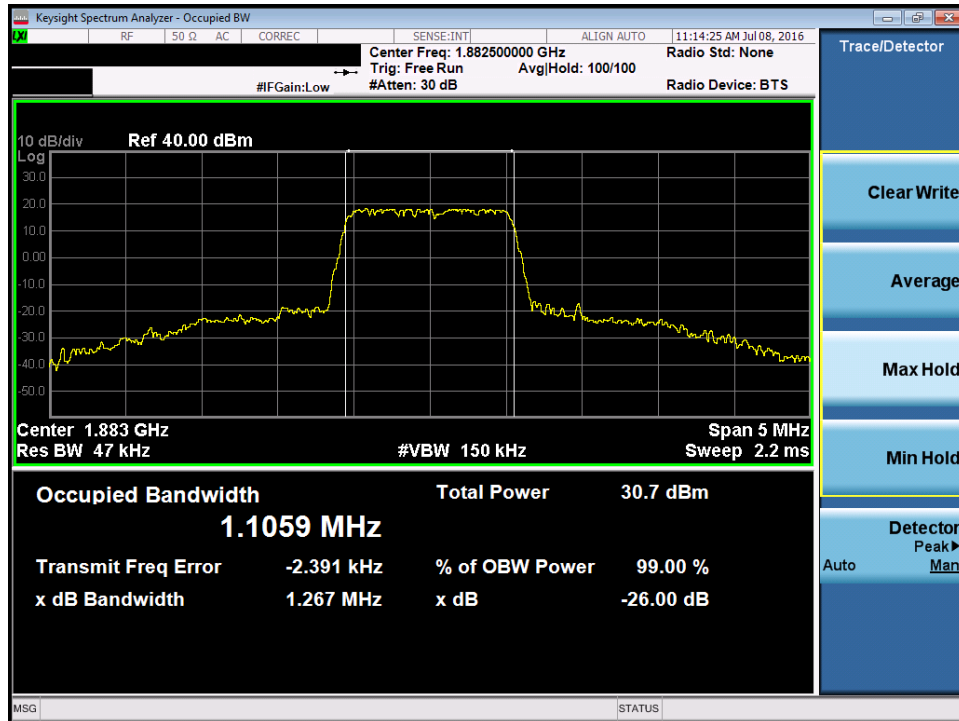 Keysight Spectrum Analyzer - Occupied BW
LXI RF 50 Ω AC CORREC SENSE:INT ALIGN AUTO 11:14:25 AM Jul 08, 2016
Center Freq: 1.882500000 GHz Radio Std: None
Trig: Free Run Avg|Hold: 100/100
#IFGain:Low #Atten: 30 dB Radio Device: BTS
10 dB/div Ref 40.00 dBm
Log
30.0
20.0
10.0
0.00
-10.0
-20.0
-30.0
-40.0
-50.0
Center 1.883 GHz Span 5 MHz
Res BW 47 kHz #VBW 150 kHz Sweep 2.2 ms
Occupied Bandwidth Total Power 30.7 dBm
1.1059 MHz
Transmit Freq Error -2.391 kHz % of OBW Power 99.00 %
x dB Bandwidth 1.267 MHz x dB -26.00 dB
Trace/Detector
Clear Write
Average
Max Hold
Min Hold
Detector
Peak▶
Auto Man
MSG STATUS